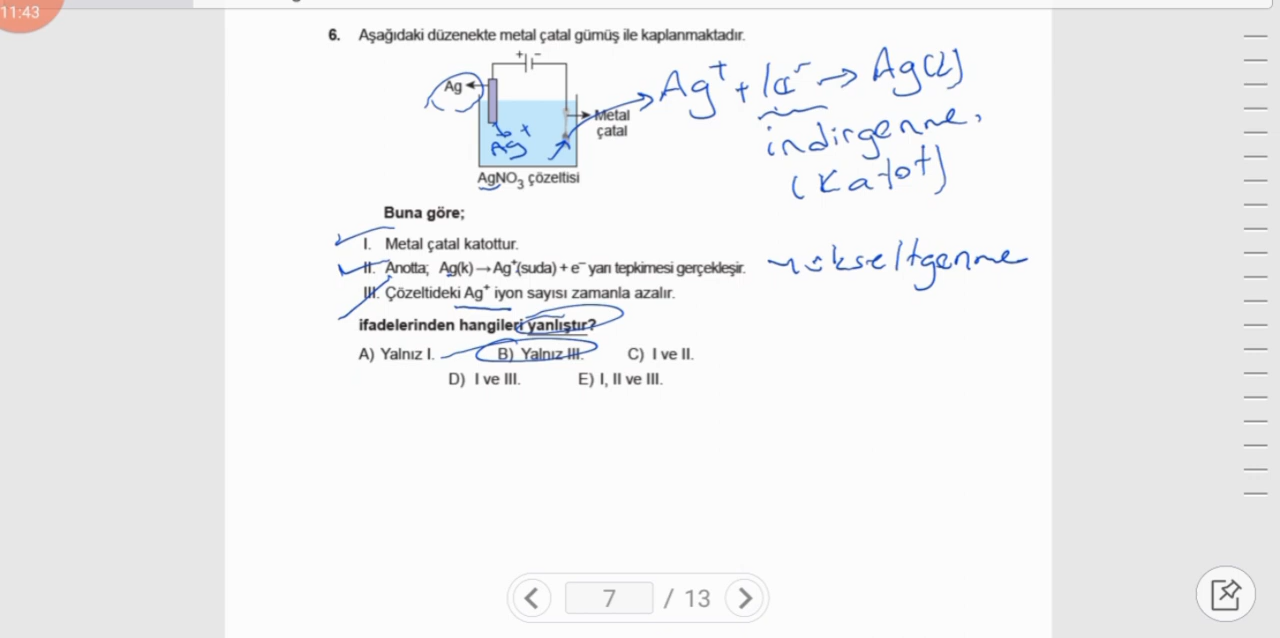 11:43
6. Aşağıdaki düzenekte metal çatal gümüş ile kaplanmaktadır.
+ -
Ag
Metal
çatal
Ag+
AgNO3 çözeltisi
Ag+ + 1e- → Ag(k)
indirgenme,
(Katot)
Buna göre;
I. Metal çatal katottur.
II. Anotta; Ag(k) → Ag+(suda) + e- yarı tepkimesi gerçekleşir.
yükseltgenme
III. Çözeltideki Ag+ iyon sayısı zamanla azalır.
ifadelerinden hangileri yanlıştır?
A) Yalnız I. B) Yalnız III. C) I ve II.
D) I ve III. E) I, II ve III.
7 / 13